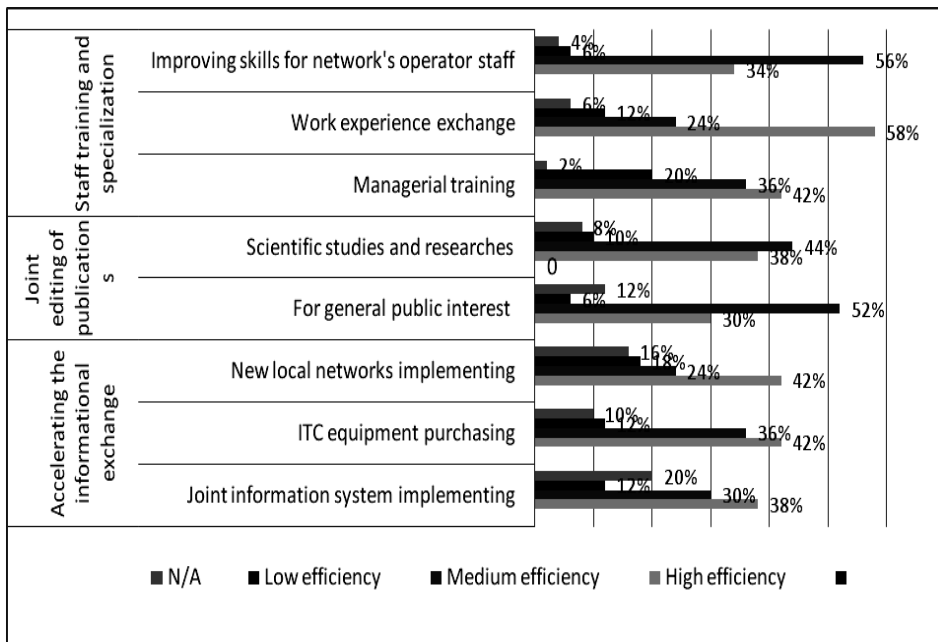 Staff training and
specialization
Improving skills for network's operator staff
4%
6%
56%
34%
Work experience exchange
6%
12%
24%
58%
Managerial training
2%
20%
36%
42%
Joint
editing of
publication
s
Scientific studies and researches
8%
10%
44%
38%
0
For general public interest
12%
6%
52%
30%
Accelerating the
informational
exchange
New local networks implementing
16%
18%
24%
42%
ITC equipment purchasing
10%
12%
36%
42%
Joint information system implementing
20%
12%
30%
38%
N/A Low efficiency Medium efficiency High efficiency